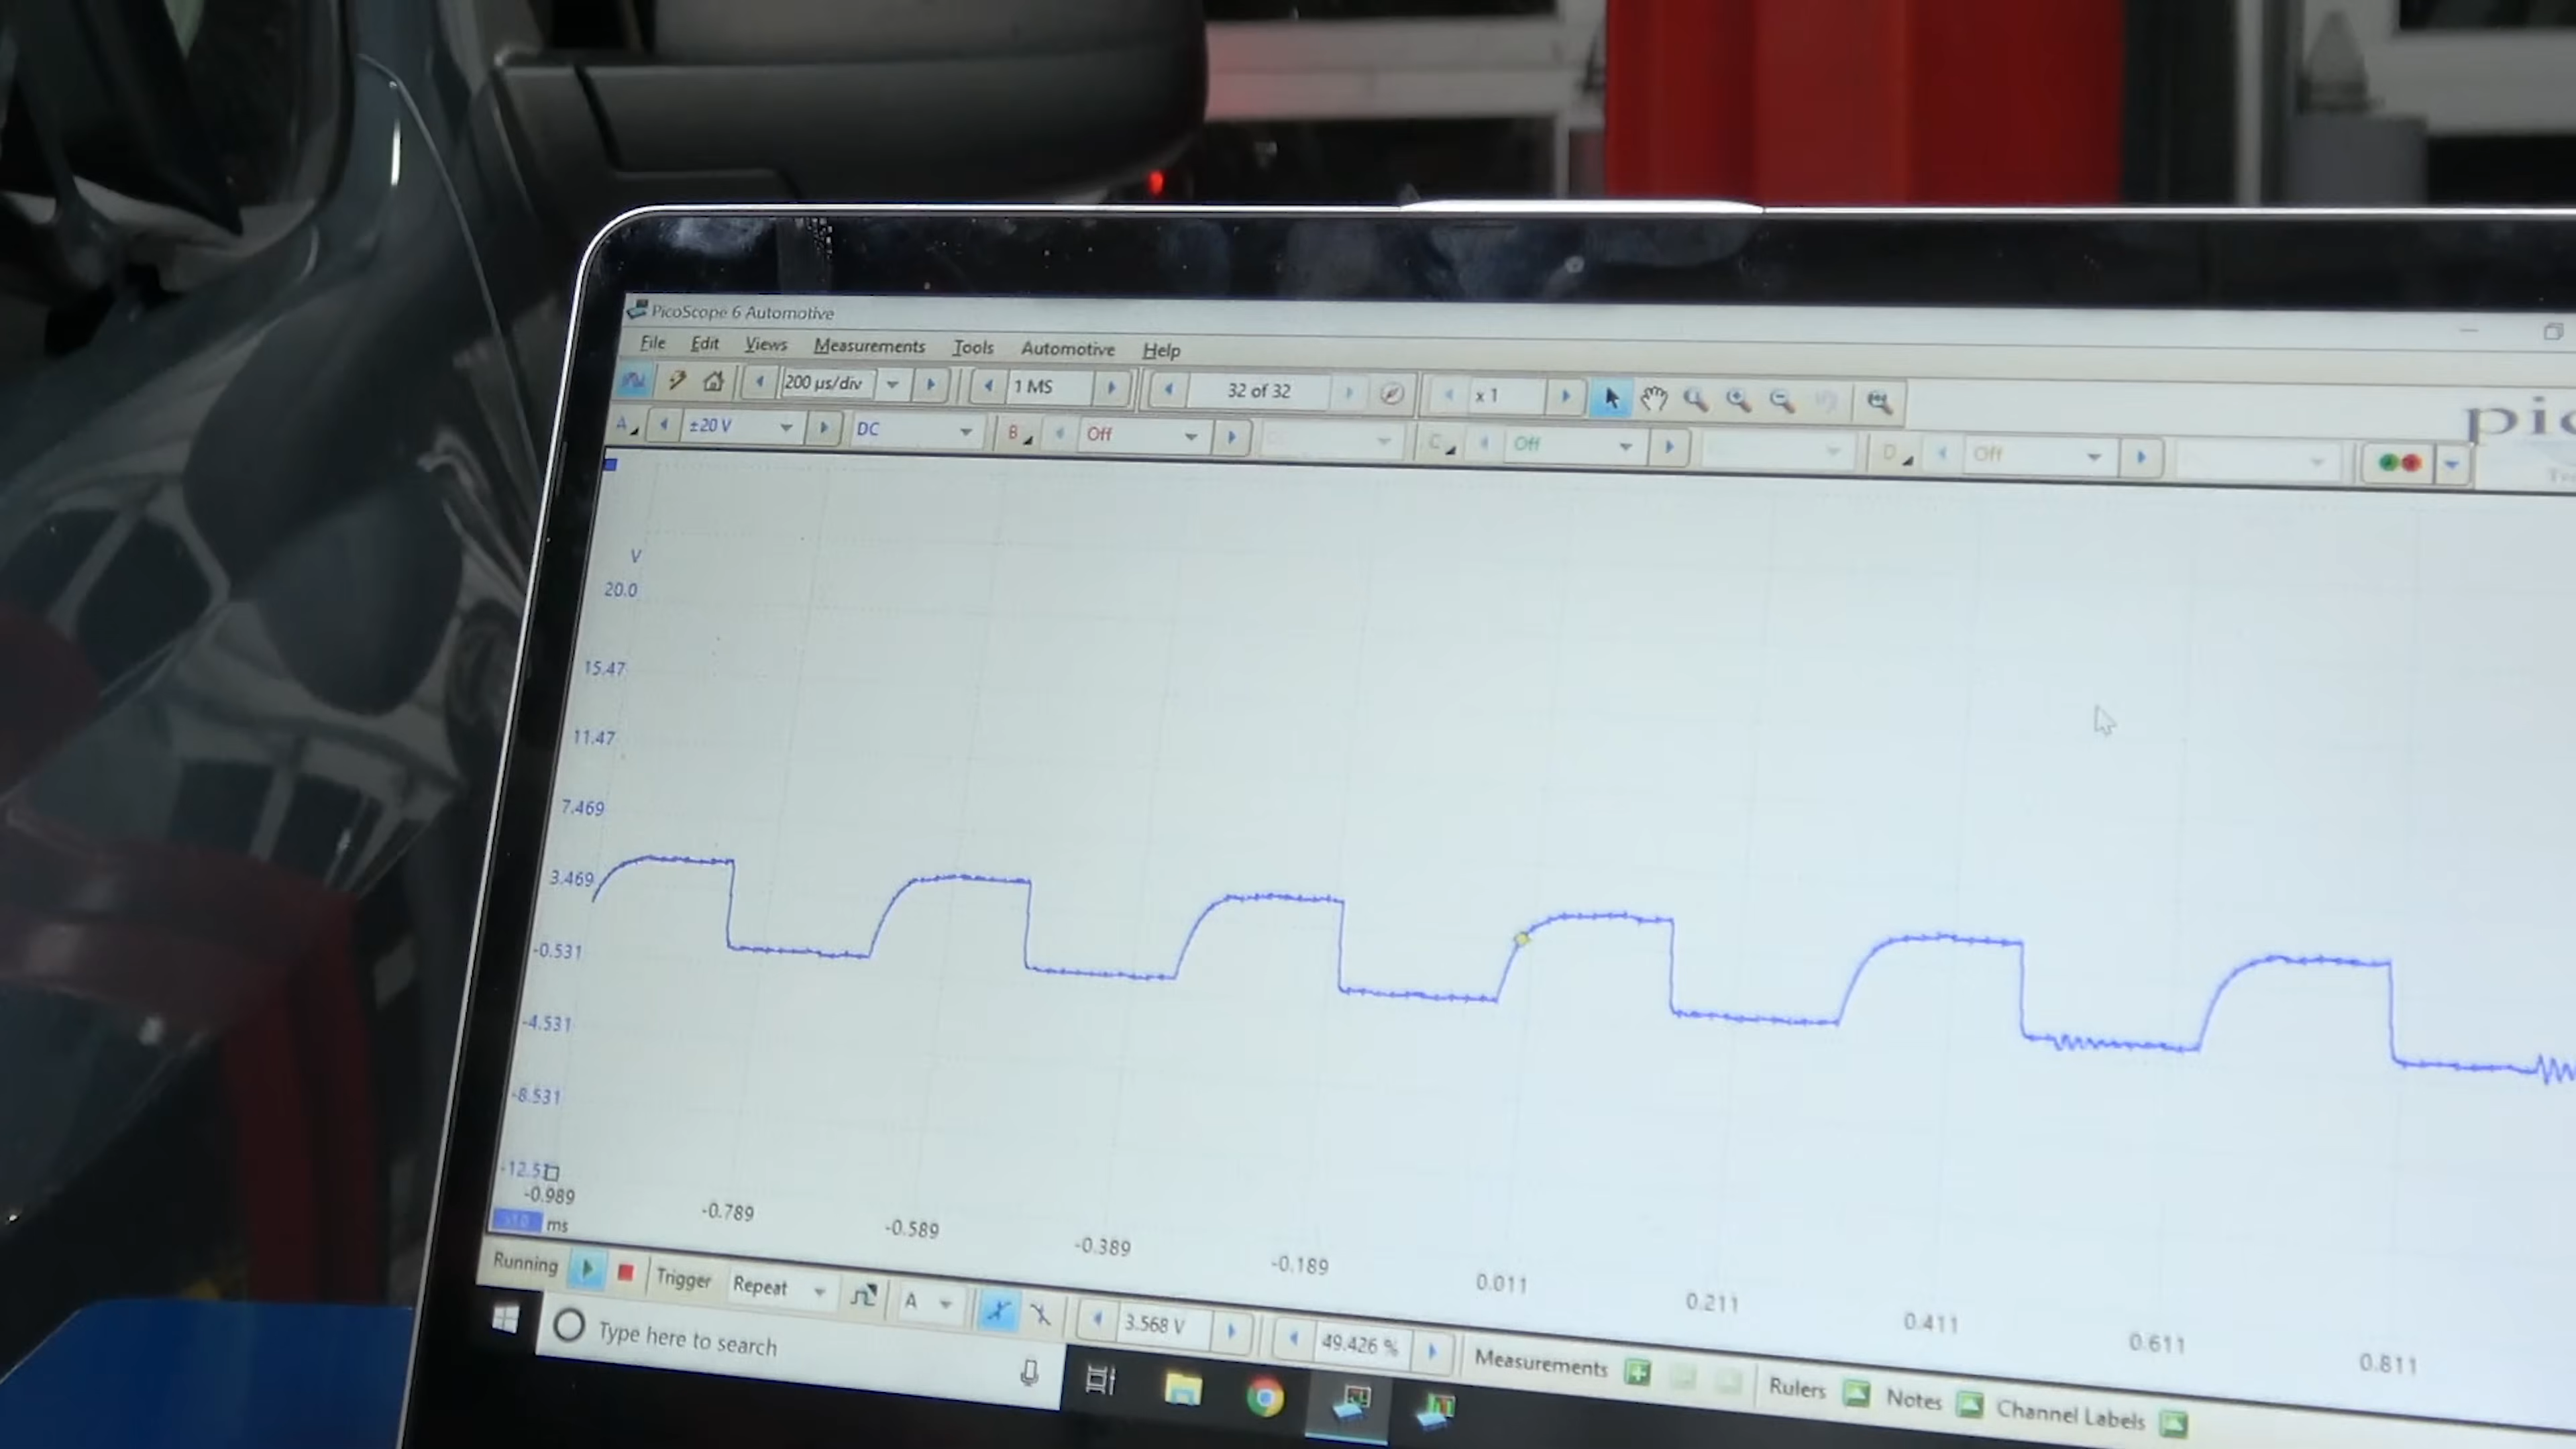 PicoScope 6 Automotive
File Edit Views Measurements Tools Automotive Help
200 µs/div 1 MS 32 of 32 x 1
A ±20 V DC B Off C Off D Off
pic
V
20.0
15.47
11.47
7.469
3.469
-0.531
-4.531
-8.531
-12.5
-0.989 -0.789 -0.589 -0.389 -0.189 0.011 0.211 0.411 0.611 0.811
ms
Running Trigger Repeat A 3.568 V 49.426 % Measurements Rulers Notes Channel Labels
Type here to search